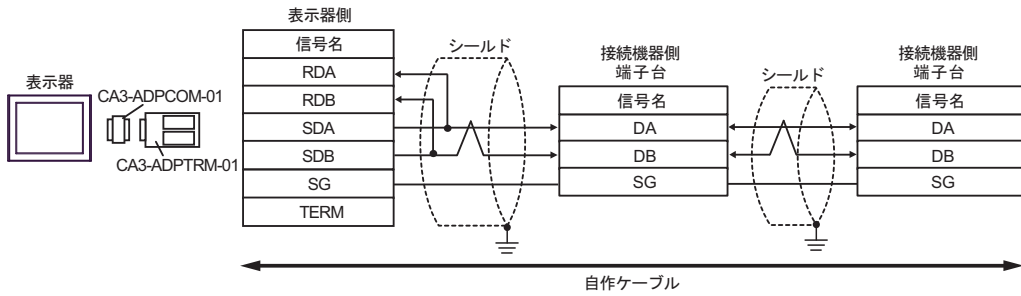 表示器
CA3-ADPCOM-01
CA3-ADPTRM-01
表示器側
信号名
RDA
RDB
SDA
SDB
SG
TERM
シールド
接続機器側
端子台
信号名
DA
DB
SG
シールド
接続機器側
端子台
信号名
DA
DB
SG
自作ケーブル